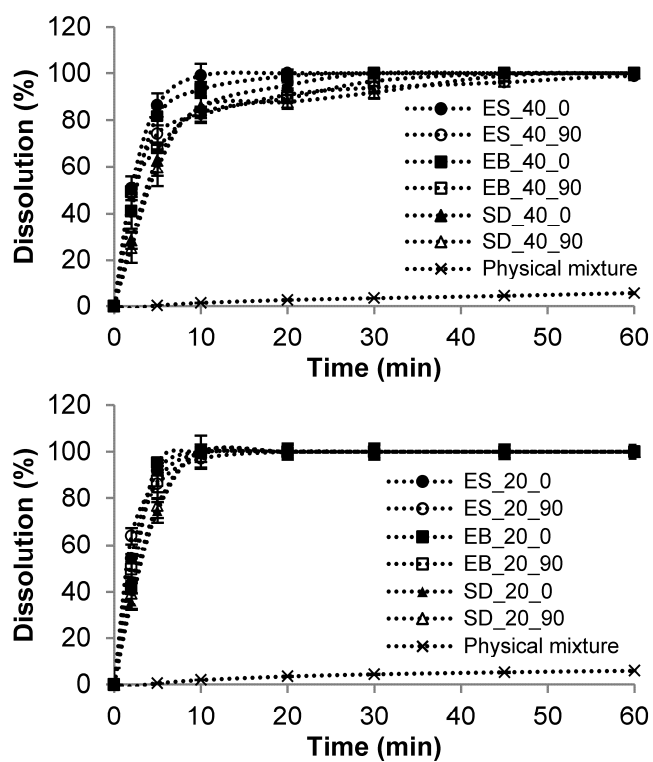 120
100
80
60
40
20
0
Dissolution (%)
ES_40_0
ES_40_90
EB_40_0
EB_40_90
SD_40_0
SD_40_90
Physical mixture
0 10 20 30 40 50 60
Time (min)
120
100
80
60
40
20
0
Dissolution (%)
ES_20_0
ES_20_90
EB_20_0
EB_20_90
SD_20_0
SD_20_90
Physical mixture
0 10 20 30 40 50 60
Time (min)